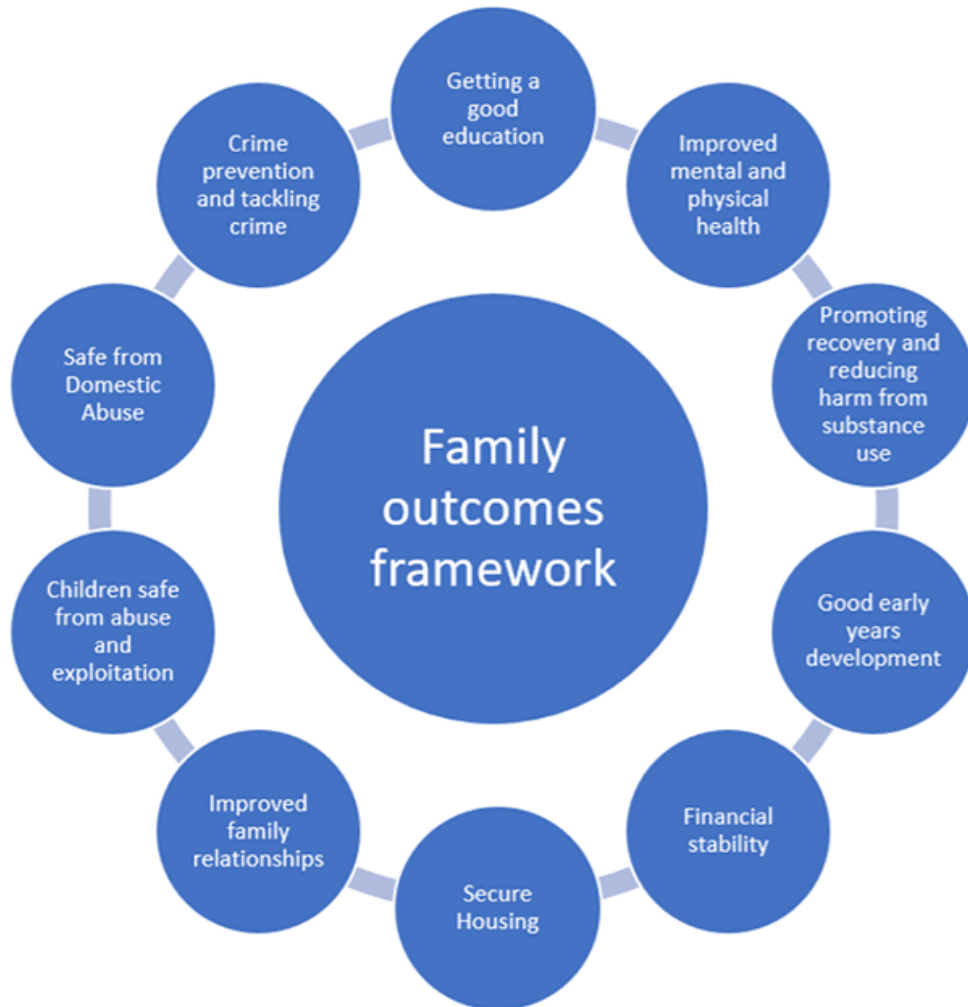 Getting a
good
education
Improved
mental and
physical
health
Promoting
recovery and
reducing
harm from
substance
use
Good early
years
development
Financial
stability
Secure
Housing
Improved
family
relationships
Children safe
from abuse
and
exploitation
Safe from
Domestic
Abuse
Crime
prevention
and tackling
crime
Family
outcomes
framework